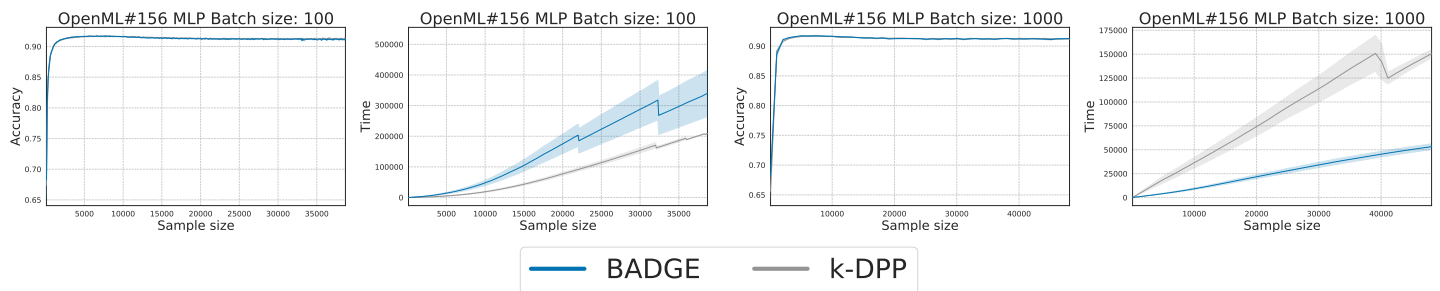 OpenML#156 MLP Batch size: 100
Accuracy
0.90
0.85
0.80
0.75
0.70
0.65
5000 10000 15000 20000 25000 30000 35000
Sample size
OpenML#156 MLP Batch size: 100
Time
500000
400000
300000
200000
100000
0
5000 10000 15000 20000 25000 30000 35000
Sample size
OpenML#156 MLP Batch size: 1000
Accuracy
0.90
0.85
0.80
0.75
0.70
0.65
10000 20000 30000 40000
Sample size
OpenML#156 MLP Batch size: 1000
Time
175000
150000
125000
100000
75000
50000
25000
0
10000 20000 30000 40000
Sample size
BADGE k-DPP